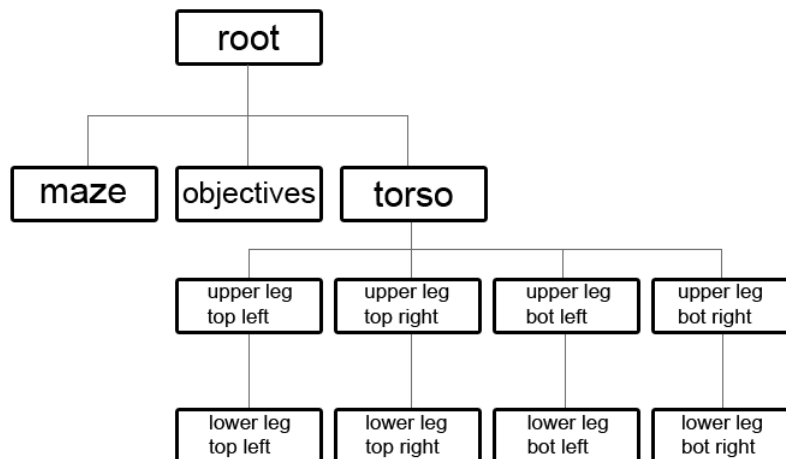 root
maze
objectives
torso
upper leg
top left
upper leg
top right
upper leg
bot left
upper leg
bot right
lower leg
top left
lower leg
top right
lower leg
bot left
lower leg
bot right